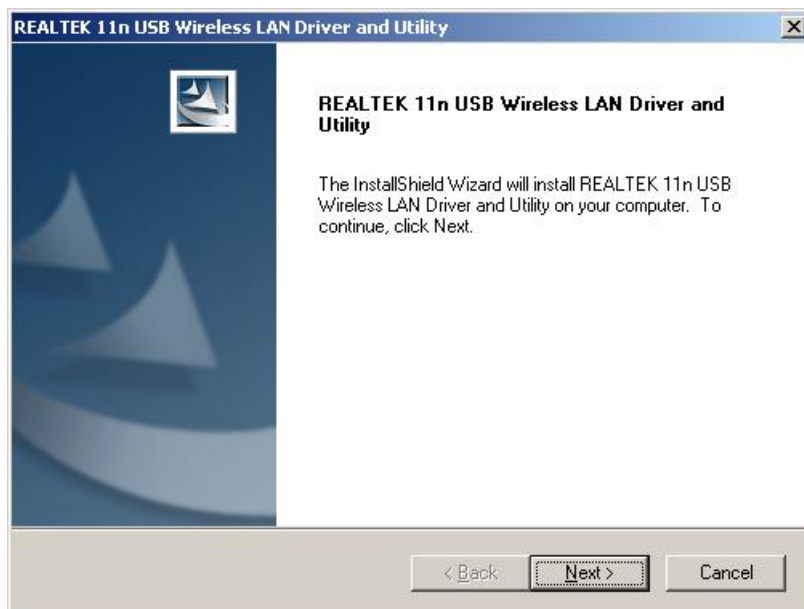 REALTEK 11n USB Wireless LAN Driver and Utility
REALTEK 11n USB Wireless LAN Driver and
Utility
The InstallShield Wizard will install REALTEK 11n USB
Wireless LAN Driver and Utility on your computer. To
continue, click Next.
< Back Next > Cancel